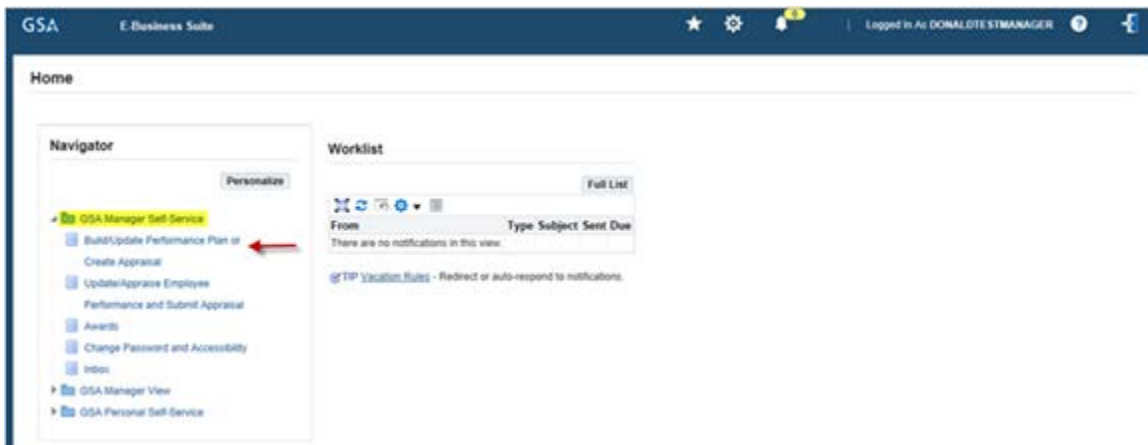 GSA E-Business Suite
0
Logged In As DONALDTESTMANAGER ?
Home
Navigator
Personalize
GSA Manager Self-Service
Build/Update Performance Plan or
Create Appraisal
Update/Appraise Employee
Performance and Submit Appraisal
Awards
Change Password and Accessibility
Inbox
GSA Manager View
GSA Personal Self-Service
Worklist
Full List
From Type Subject Sent Due
There are no notifications in this view.
TIP Vacation Rules - Redirect or auto-respond to notifications.